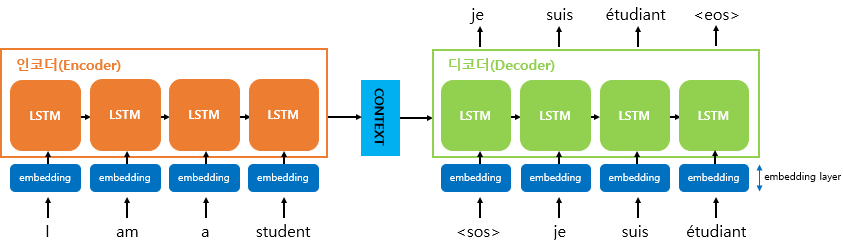 je suis étudiant <eos>
인코더(Encoder)
디코더(Decoder)
LSTM LSTM LSTM LSTM
CONTEXT
LSTM LSTM LSTM LSTM
embedding embedding embedding embedding
embedding embedding embedding embedding
embedding layer
I am a student
<sos> je suis étudiant